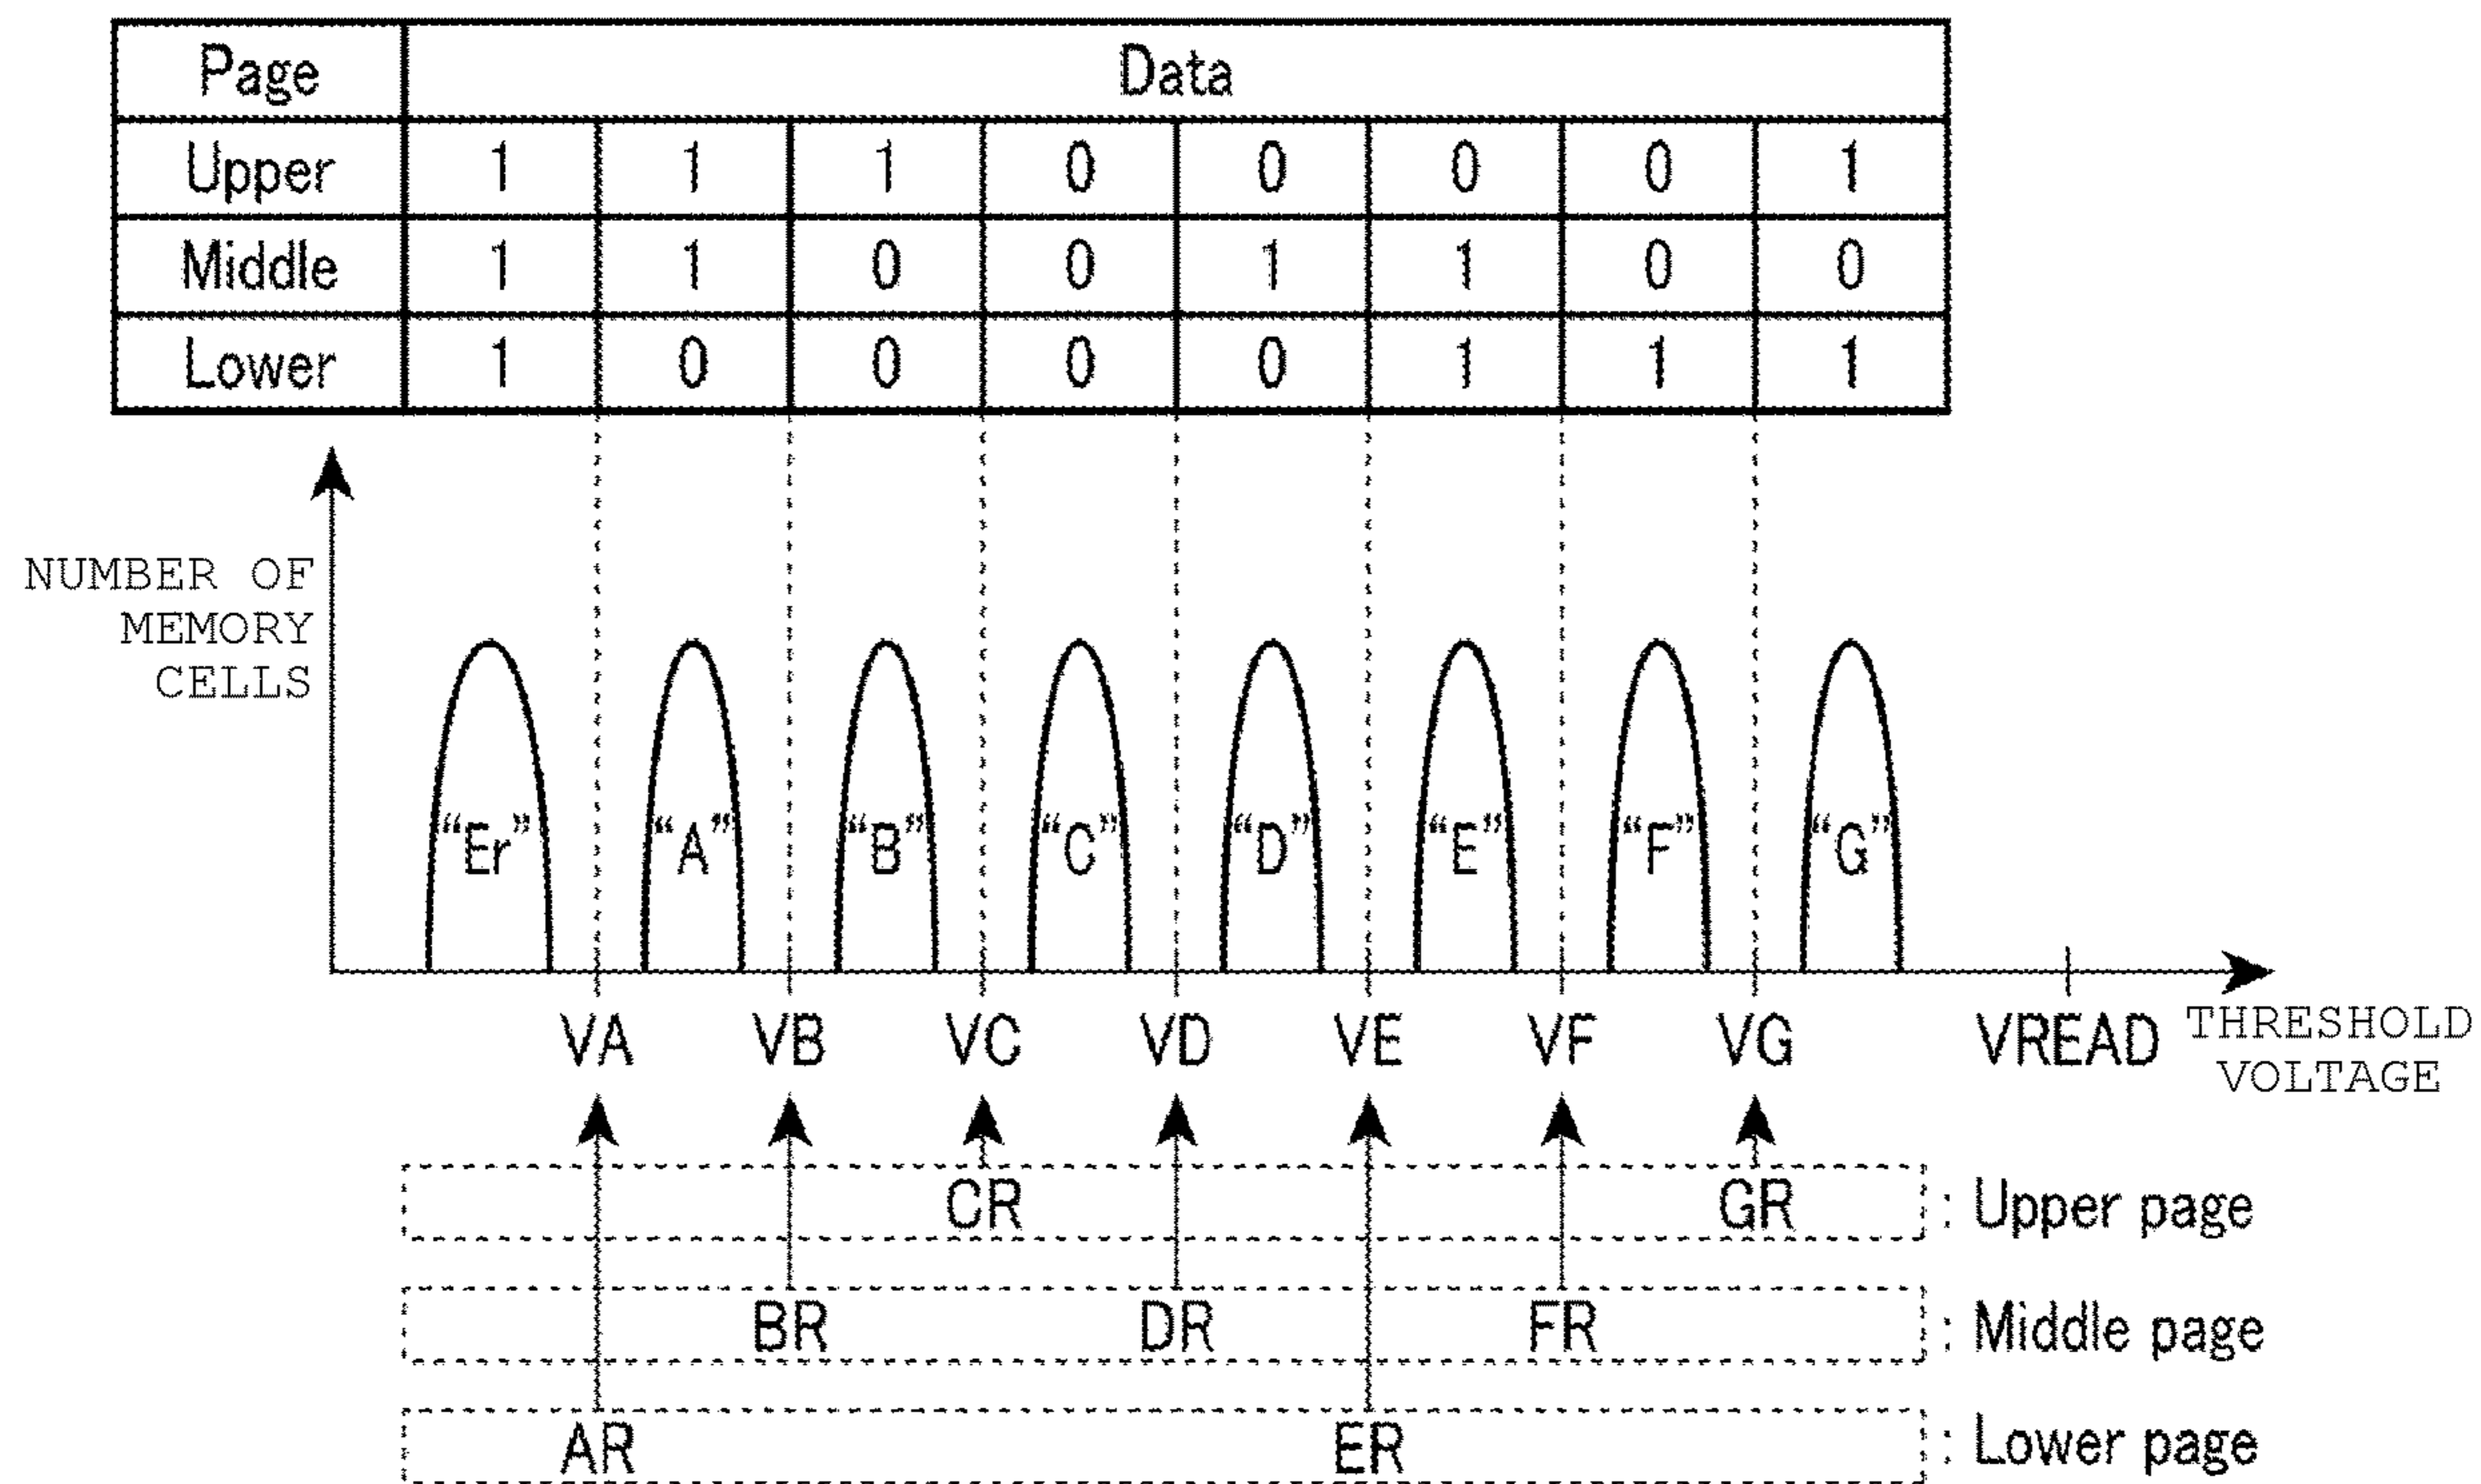 Page Data
Upper 1 1 1 0 0 0 0 1
Middle 1 1 0 0 1 1 0 0
Lower 1 0 0 0 0 1 1 1
NUMBER OF
MEMORY
CELLS
“Er” “A” “B” “C” “D” “E” “F” “G”
VA VB VC VD VE VF VG VREAD
THRESHOLD
VOLTAGE
CR GR : Upper page
BR DR FR : Middle page
AR ER : Lower page